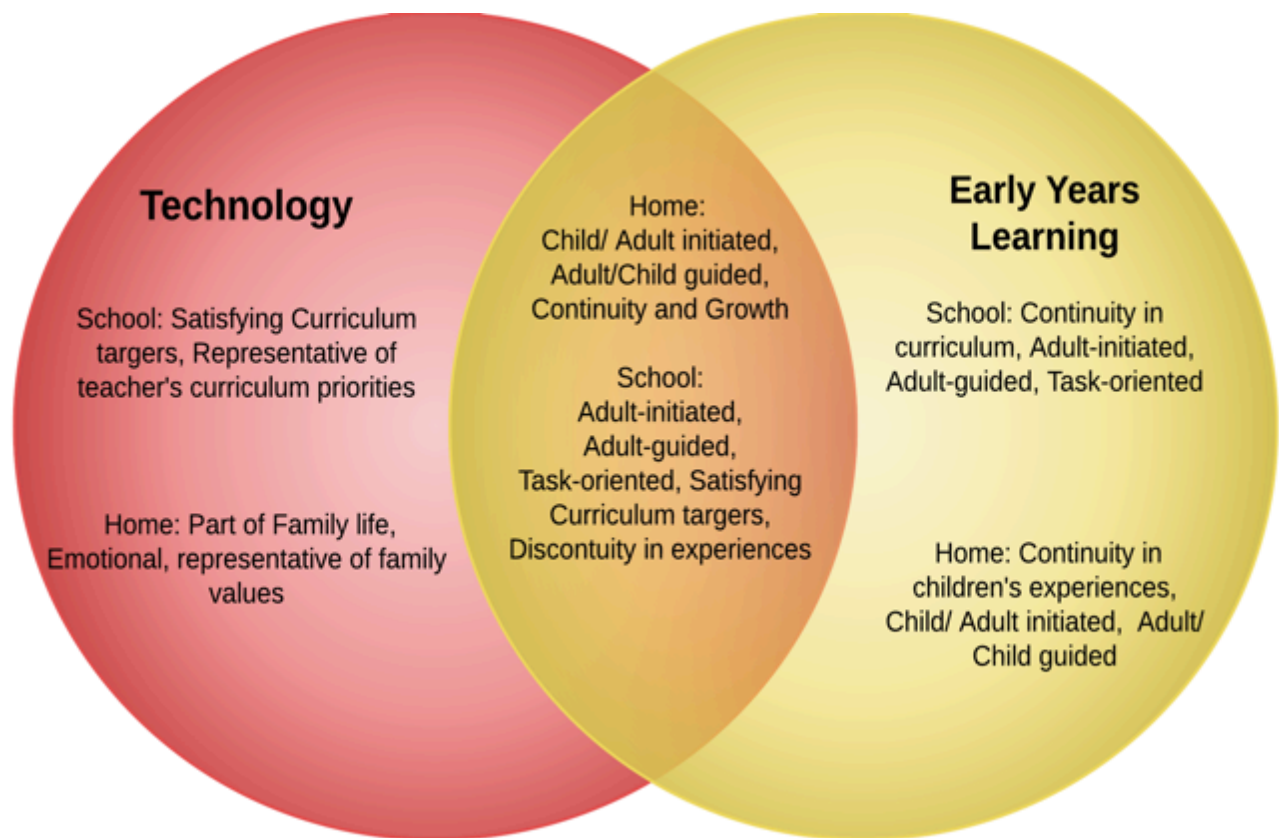 Technology
School: Satisfying Curriculum
targers, Representative of
teacher's curriculum priorities
Home: Part of Family life,
Emotional, representative of family
values
Home:
Child/ Adult initiated,
Adult/Child guided,
Continuity and Growth
School:
Adult-initiated,
Adult-guided,
Task-oriented, Satisfying
Curriculum targers,
Discontuity in experiences
Early Years
Learning
School: Continuity in
curriculum, Adult-initiated,
Adult-guided, Task-oriented
Home: Continuity in
children's experiences,
Child/ Adult initiated,  Adult/
Child guided